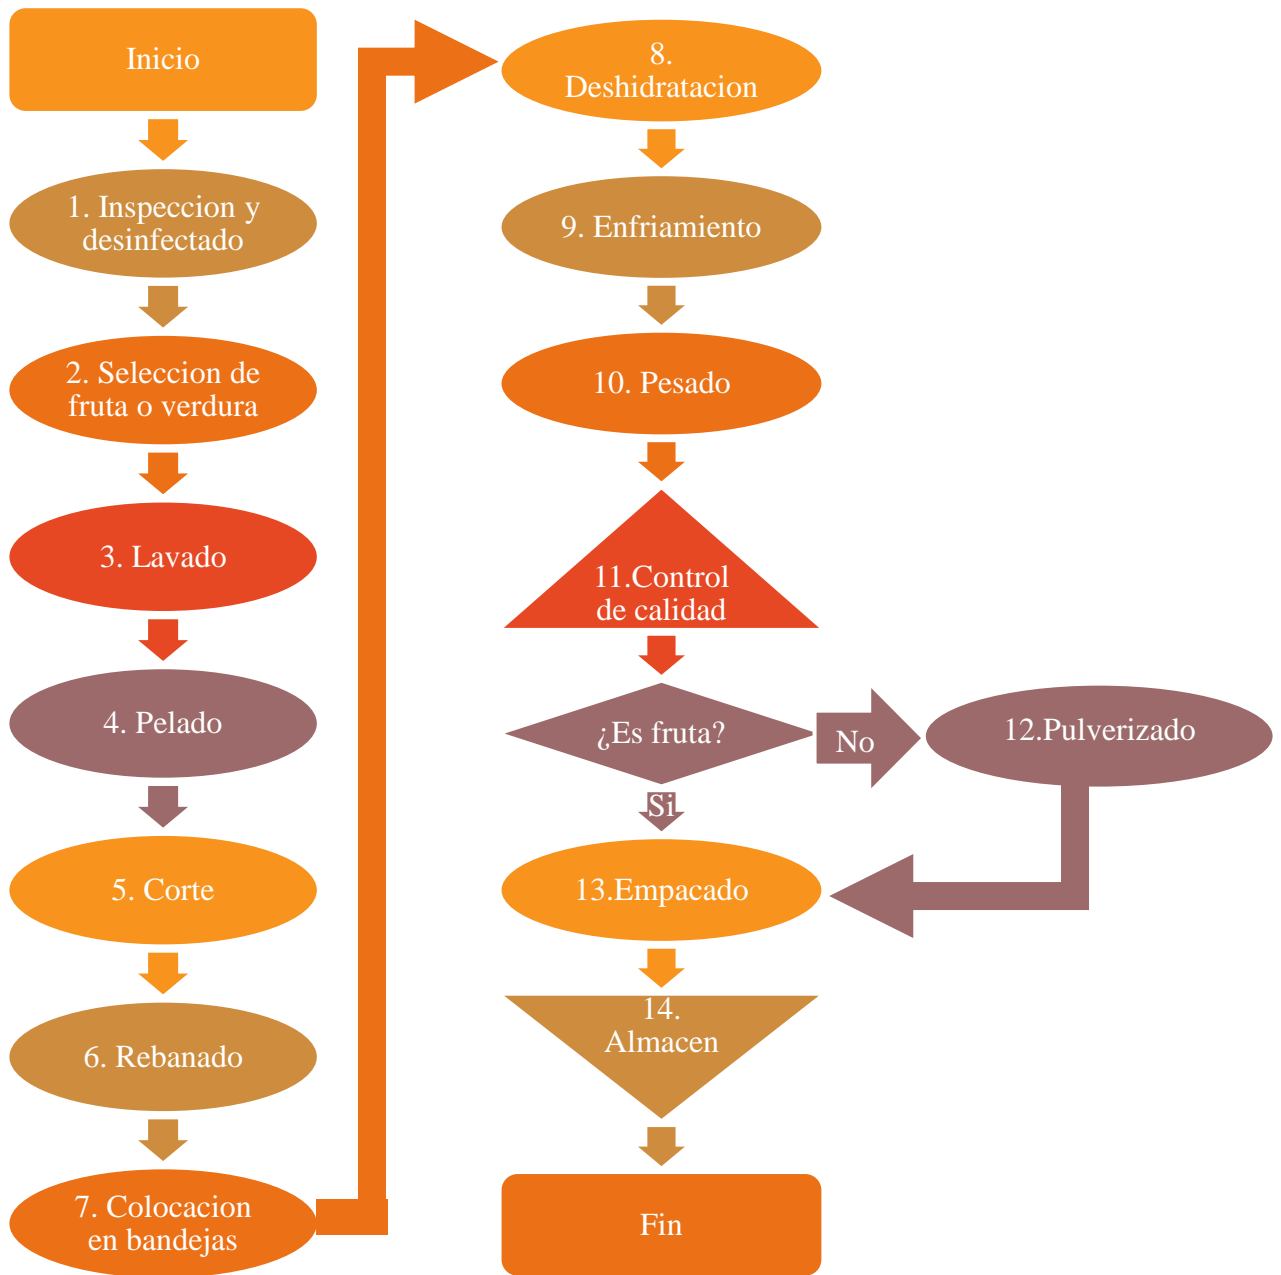 Inicio
1. Inspeccion y
desinfectado
2. Seleccion de
fruta o verdura
3. Lavado
4. Pelado
5. Corte
6. Rebanado
7. Colocacion
en bandejas
8.
Deshidratacion
9. Enfriamiento
10. Pesado
11.Control
de calidad
¿Es fruta?
No
12.Pulverizado
Si
13.Empacado
14.
Almacen
Fin